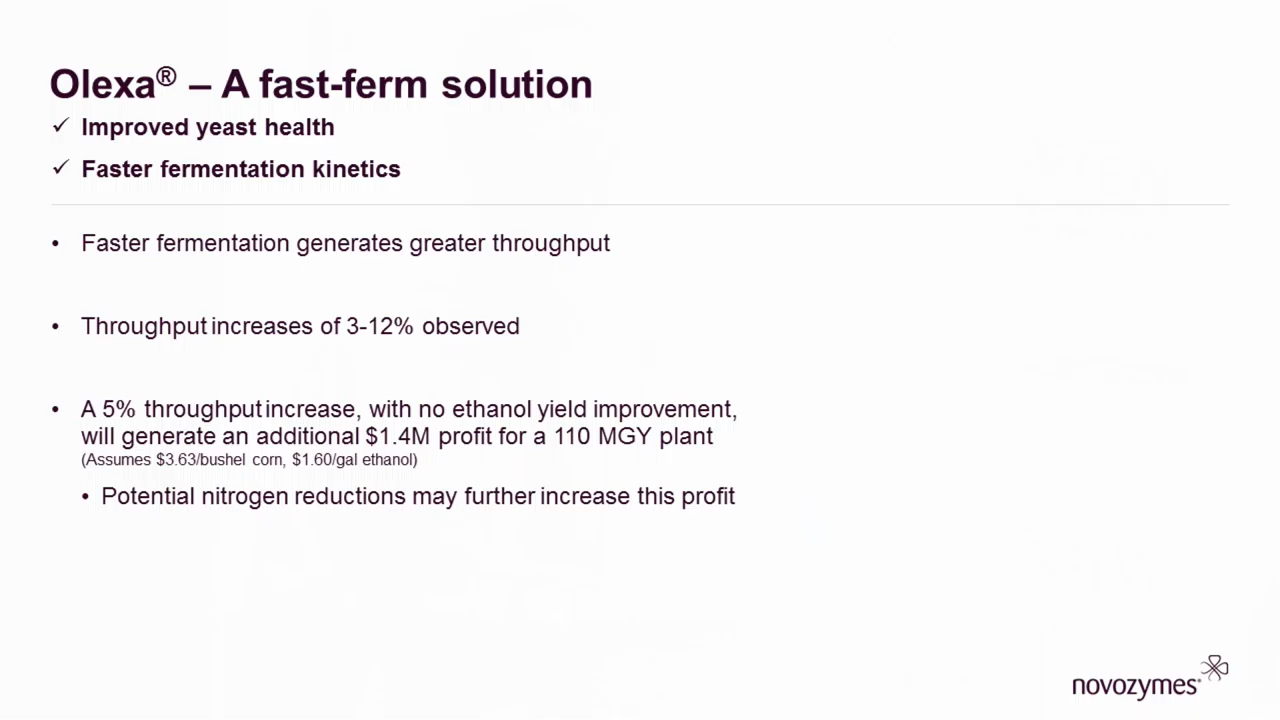 Olexa® – A fast-ferm solution
✓ Improved yeast health
✓ Faster fermentation kinetics
• Faster fermentation generates greater throughput
• Throughput increases of 3-12% observed
• A 5% throughput increase, with no ethanol yield improvement,
will generate an additional $1.4M profit for a 110 MGY plant
(Assumes $3.63/bushel corn, $1.60/gal ethanol)
• Potential nitrogen reductions may further increase this profit
novozymes